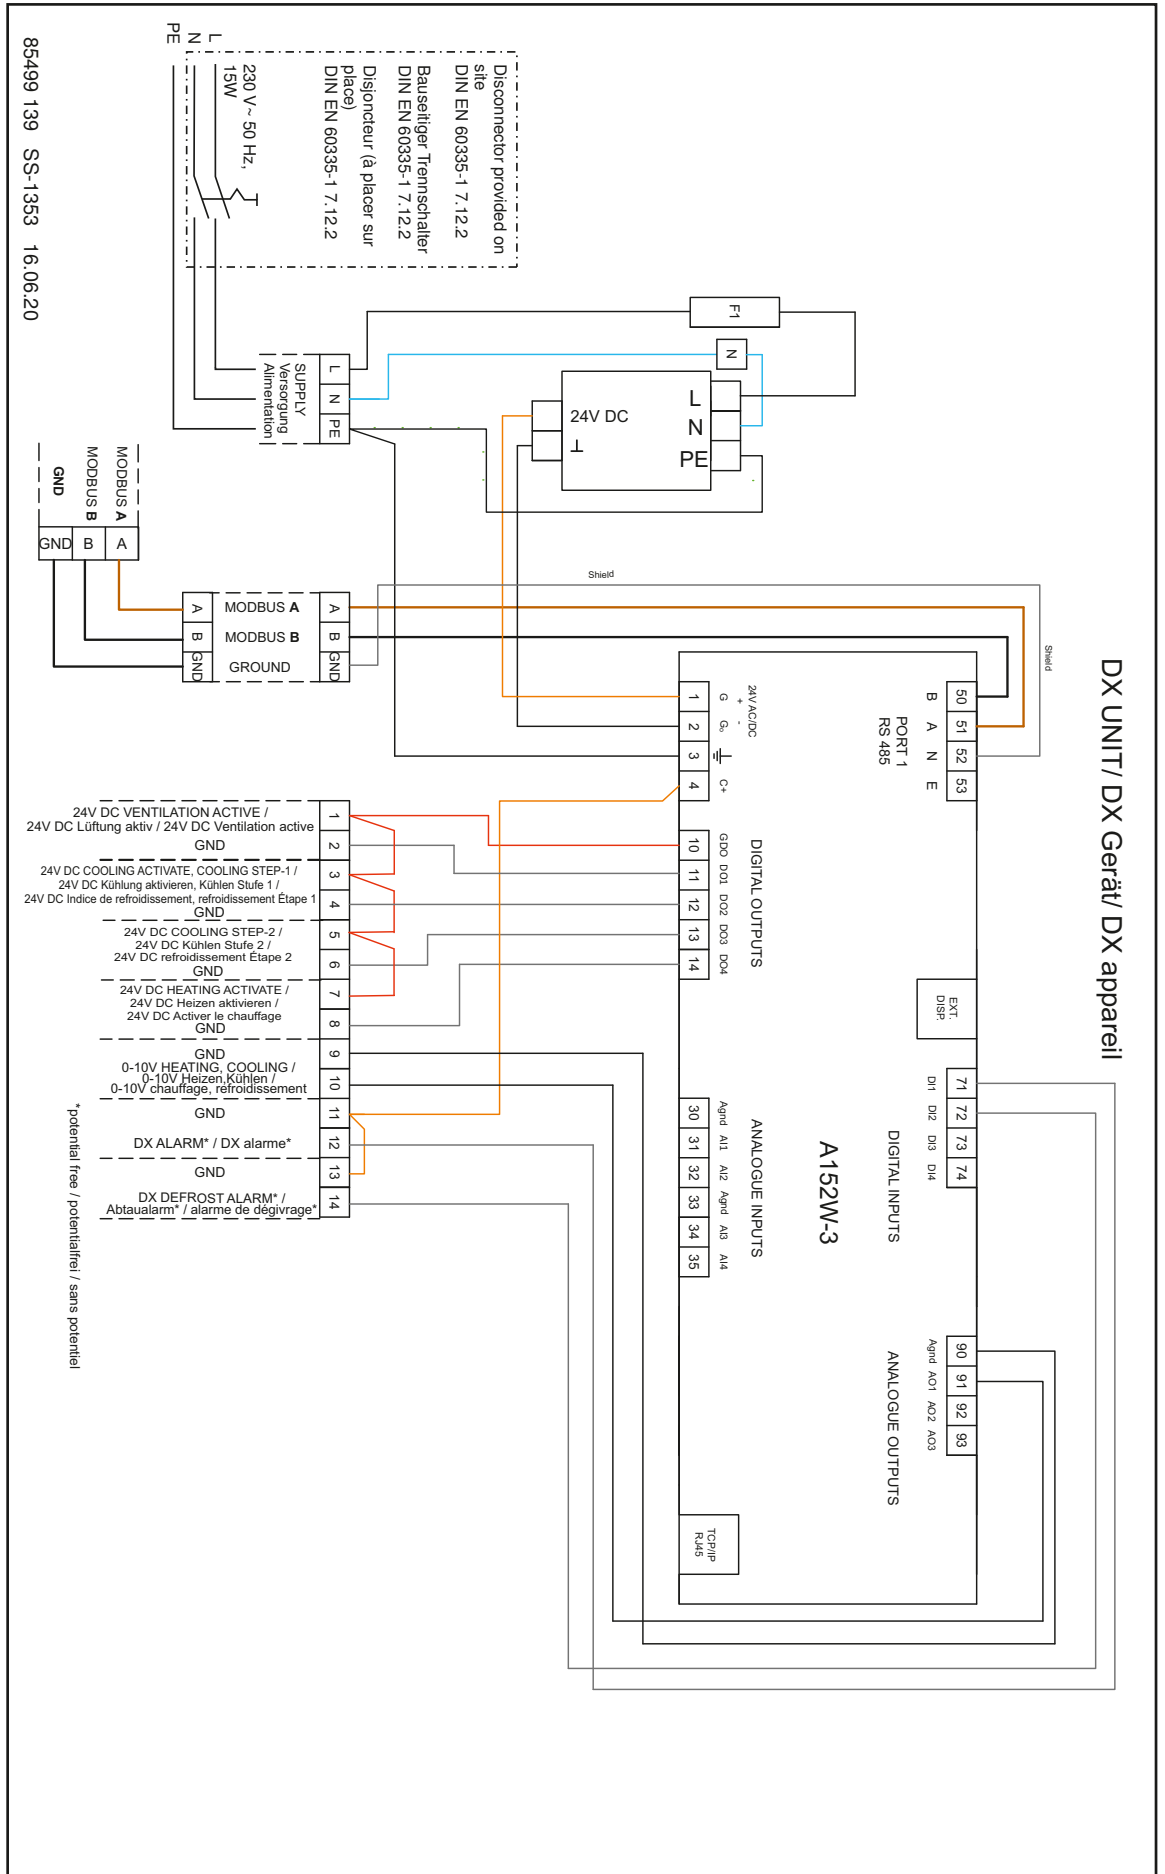 DX UNIT/ DX Gerät/ DX appareil
Disconnector provided on
site
DIN EN 60335-1 7.12.2
Bauseitiger Trennschalter
DIN EN 60335-1 7.12.2
Disjoncteur (à placer sur
place)
DIN EN 60335-1 7.12.2
230 V~ 50 Hz,
15W
L
N
PE
L
N
PE
SUPPLY
Versorgung
Alimentation
F1
N
24V DC
⊥
L
N
PE
MODBUS A
MODBUS B
GND
A
B
GND
A
B
GND
MODBUS A
MODBUS B
GROUND
A
B
GND
Shield
Shield
50
51
52
53
B
A
N
E
PORT 1
RS 485
24V AC/DC
+
-
G
G0
C+
1
2
3
4
10
11
12
13
14
GDO
DO1
DO2
DO3
DO4
DIGITAL OUTPUTS
EXT.
DISP.
71
72
73
74
DI1
DI2
DI3
DI4
DIGITAL INPUTS
A152W-3
30
31
32
33
34
35
Agnd
AI1
AI2
Agnd
AI3
AI4
ANALOGUE INPUTS
90
91
92
93
Agnd
AO1
AO2
AO3
ANALOGUE OUTPUTS
TCP/IP
RJ45
24V DC VENTILATION ACTIVE /
24V DC Lüftung aktiv / 24V DC Ventilation active
GND
24V DC COOLING ACTIVATE, COOLING STEP-1 /
24V DC Kühlung aktivieren, Kühlen Stufe 1 /
24V DC Indice de refroidissement, refroidissement Étape 1
GND
24V DC COOLING STEP-2 /
24V DC Kühlen Stufe 2 /
24V DC refroidissement Étape 2
GND
24V DC HEATING ACTIVATE /
24V DC Heizen aktivieren /
24V DC Activer le chauffage
GND
GND
0-10V HEATING, COOLING /
0-10V Heizen,Kühlen /
0-10V chauffage, refroidissement
GND
DX ALARM* / DX alarme*
GND
DX DEFROST ALARM* /
Abtaualarm* / alarme de dégivrage*
1
2
3
4
5
6
7
8
9
10
11
12
13
14
*potential free / potentialfrei / sans potentiel
85499 139 SS-1353 16.06.20